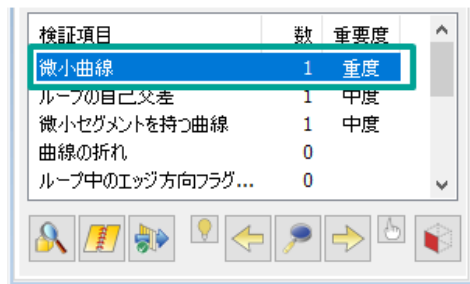 検証項目 数 重要度
微小曲線 1 重度
ループの自己交差 1 中度
微小セグメントを持つ曲線 1 中度
曲線の折れ 0
ループ中のエッジ方向フラグ... 0